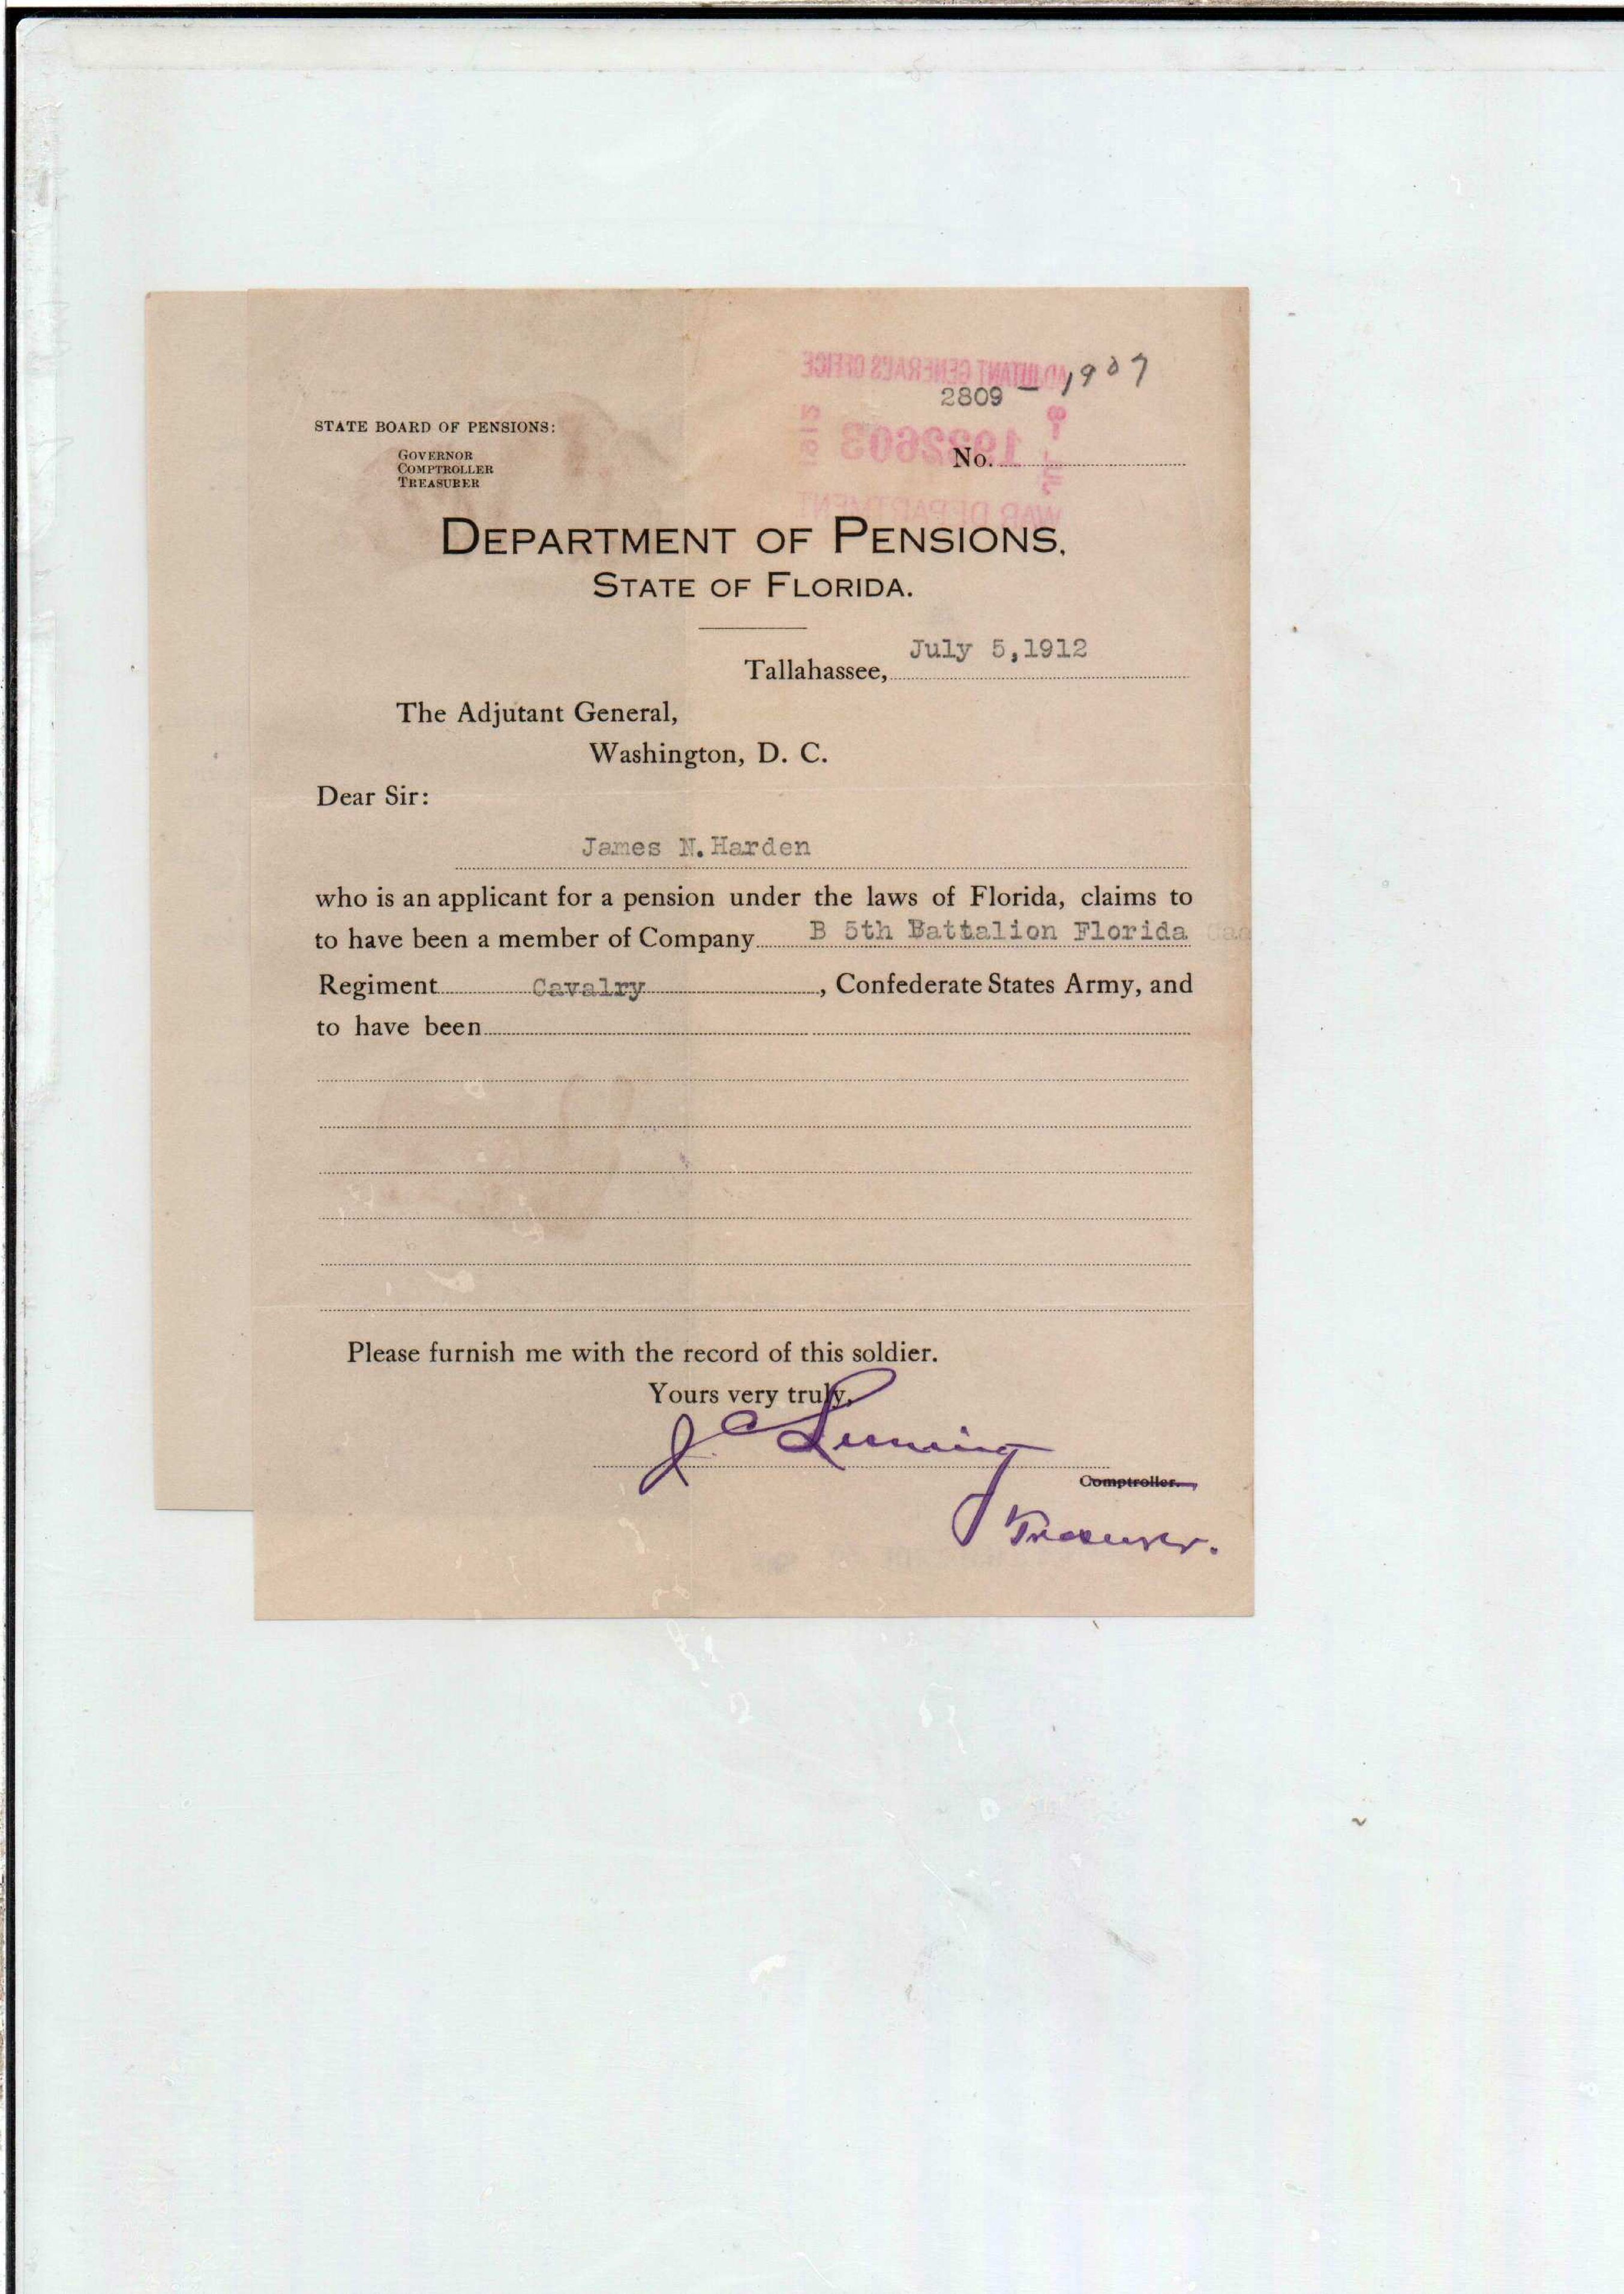 ADJUTANT GENERAL'S OFFICE
2809 – 1907
STATE BOARD OF PENSIONS:
1912
1932603
No.
GOVERNOR
COMPTROLLER
TREASURER
WAR DEPARTMENT
DEPARTMENT OF PENSIONS,
STATE OF FLORIDA.
July 5,1912
Tallahassee,
The Adjutant General,
Washington, D. C.
Dear Sir:
James N.Harden
who is an applicant for a pension under the laws of Florida, claims to
to have been a member of Company B 5th Battalion Florida
Regiment Cavalry, Confederate States Army, and
to have been
Please furnish me with the record of this soldier.
Yours very truly,
J C Luning
Comptroller.
Treasurer.